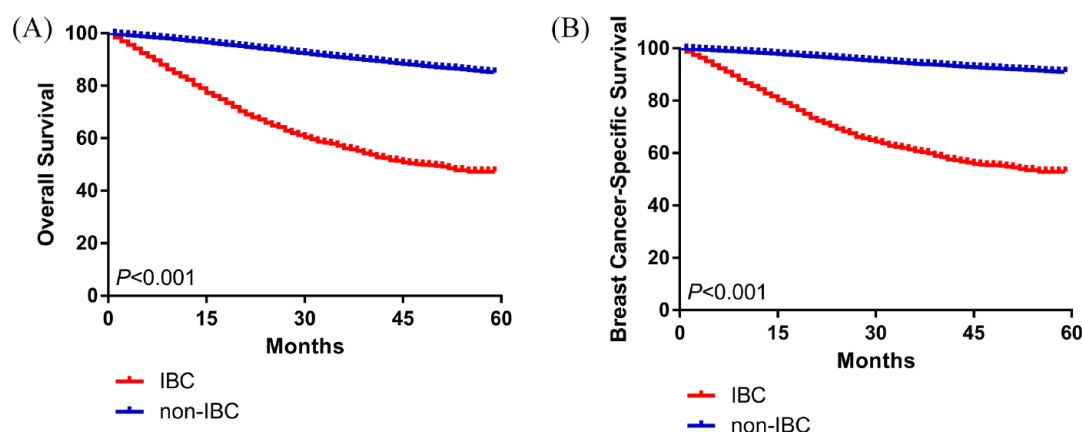 (A)
Overall Survival
100
80
60
40
20
0
P<0.001
0 15 30 45 60
Months
IBC
non-IBC
(B)
Breast Cancer-Specific Survival
100
80
60
40
20
0
P<0.001
0 15 30 45 60
Months
IBC
non-IBC